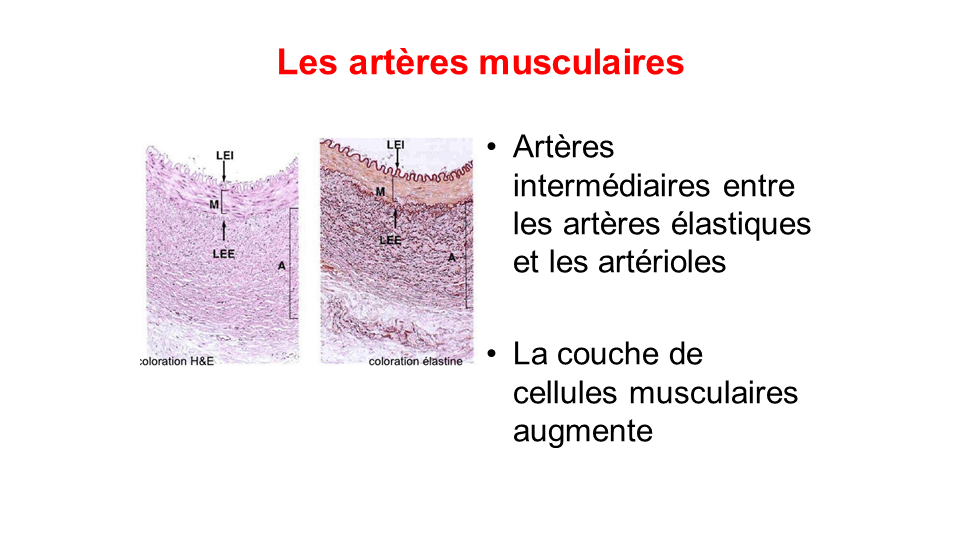 Les artères musculaires
LEI
M
LEE
A
coloration H&E
LEI
M
LEE
A
coloration élastine
• Artères
intermédiaires entre
les artères élastiques
et les artérioles
• La couche de
cellules musculaires
augmente